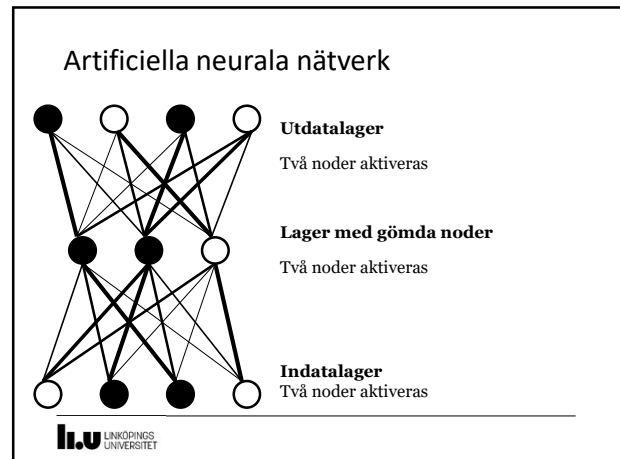 Artificiella neurala nätverk
Utdatalager
Två noder aktiveras
Lager med gömda noder
Två noder aktiveras
Indatalager
Två noder aktiveras
li.u LINKÖPINGS
UNIVERSITET